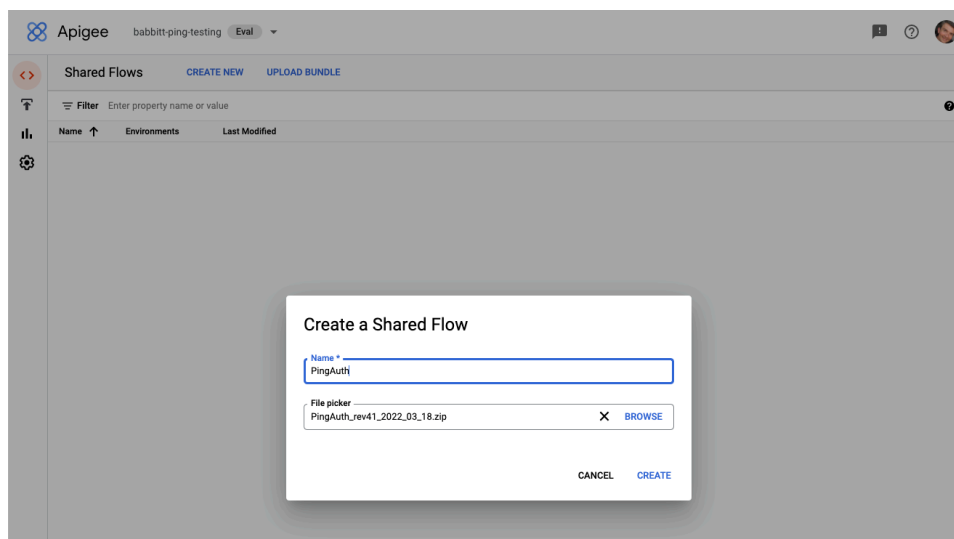 Apigee babbitt-ping-testing Eval
Shared Flows CREATE NEW UPLOAD BUNDLE
Filter Enter property name or value
Name Environments Last Modified
Create a Shared Flow
Name *
PingAuth
File picker
PingAuth_rev41_2022_03_18.zip BROWSE
CANCEL CREATE